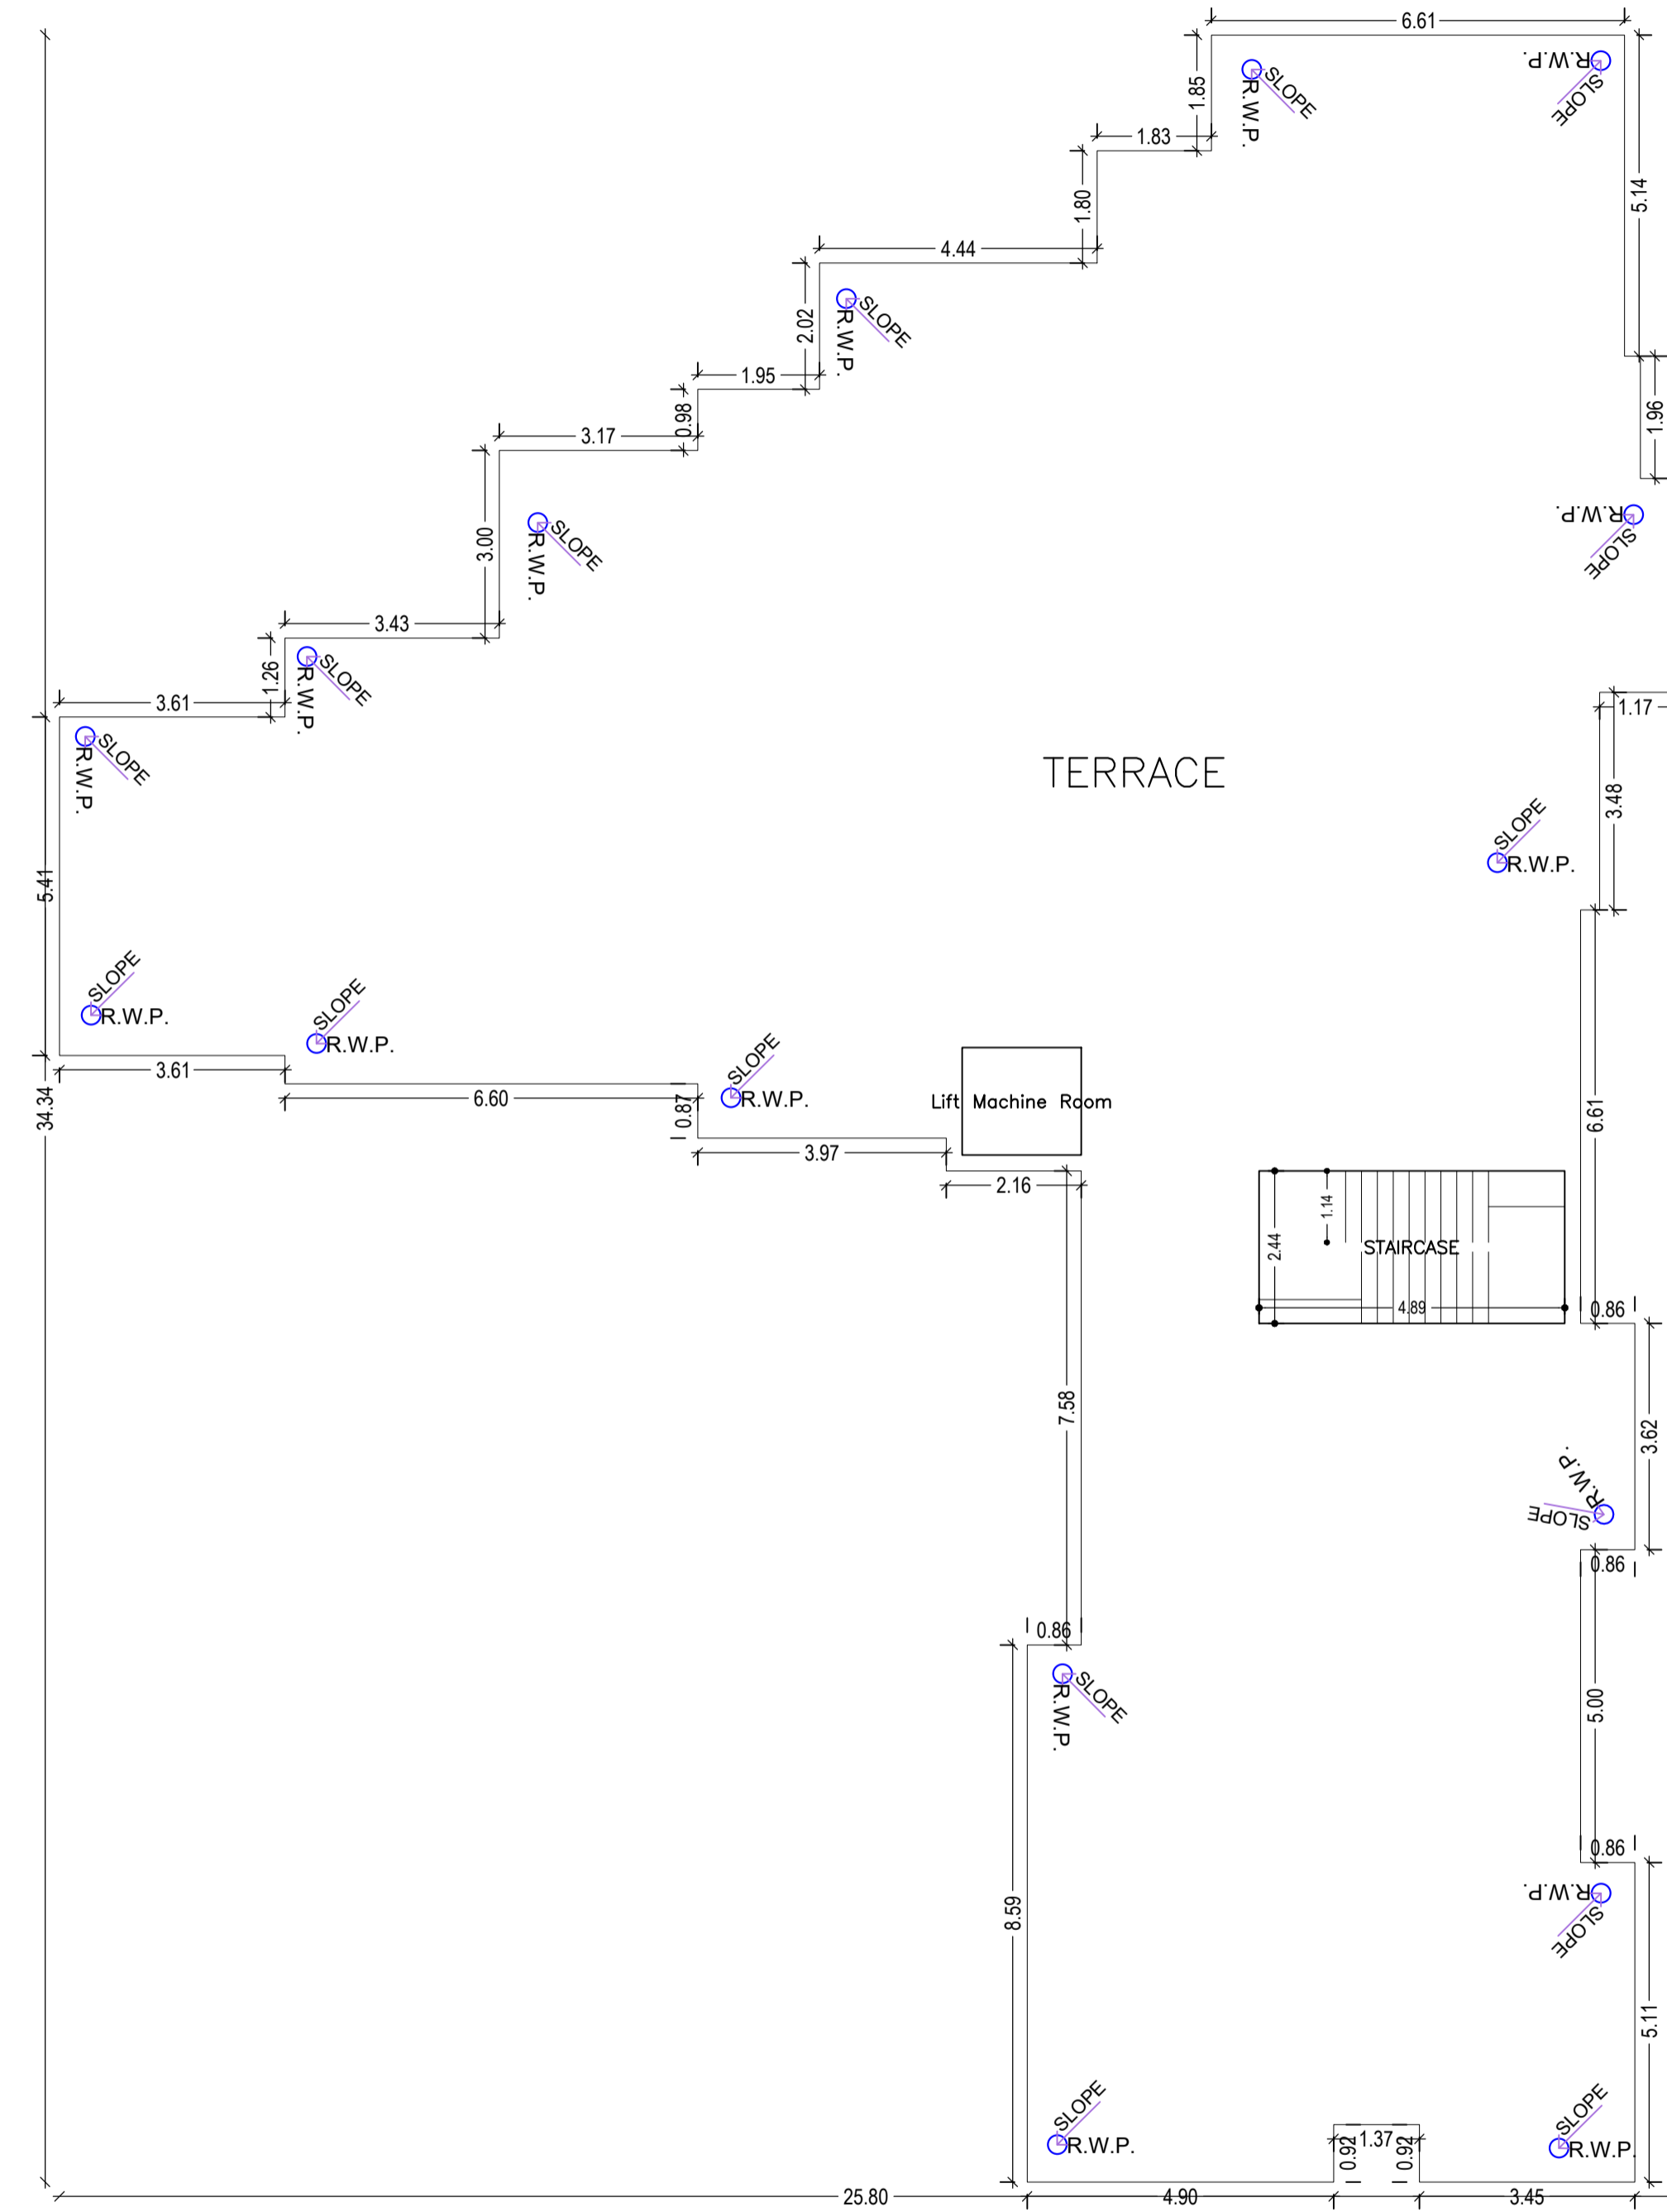 6.61
R.W.P.
SLOPE
SLOPE
R.W.P.
1.85
1.83
5.14
1.80
4.44
SLOPE
R.W.P.
2.02
1.95
1.96
0.98
3.17
R.W.P.
SLOPE
SLOPE
R.W.P.
3.00
3.43
SLOPE
R.W.P.
1.26
3.61
1.17
SLOPE
R.W.P.
TERRACE
3.48
SLOPE
R.W.P.
5.41
SLOPE
R.W.P.
SLOPE
R.W.P.
3.61
SLOPE
R.W.P.
6.60
0.87
Lift Machine Room
34.34
6.61
3.97
2.16
1.14
2.44
STAIRCASE
4.89
0.86
7.58
3.62
R.W.P.
SLOPE
0.86
0.86
SLOPE
R.W.P.
5.00
0.86
R.W.P.
SLOPE
8.59
5.11
SLOPE
R.W.P.
0.92
1.37
0.92
SLOPE
R.W.P.
25.80
4.90
3.45